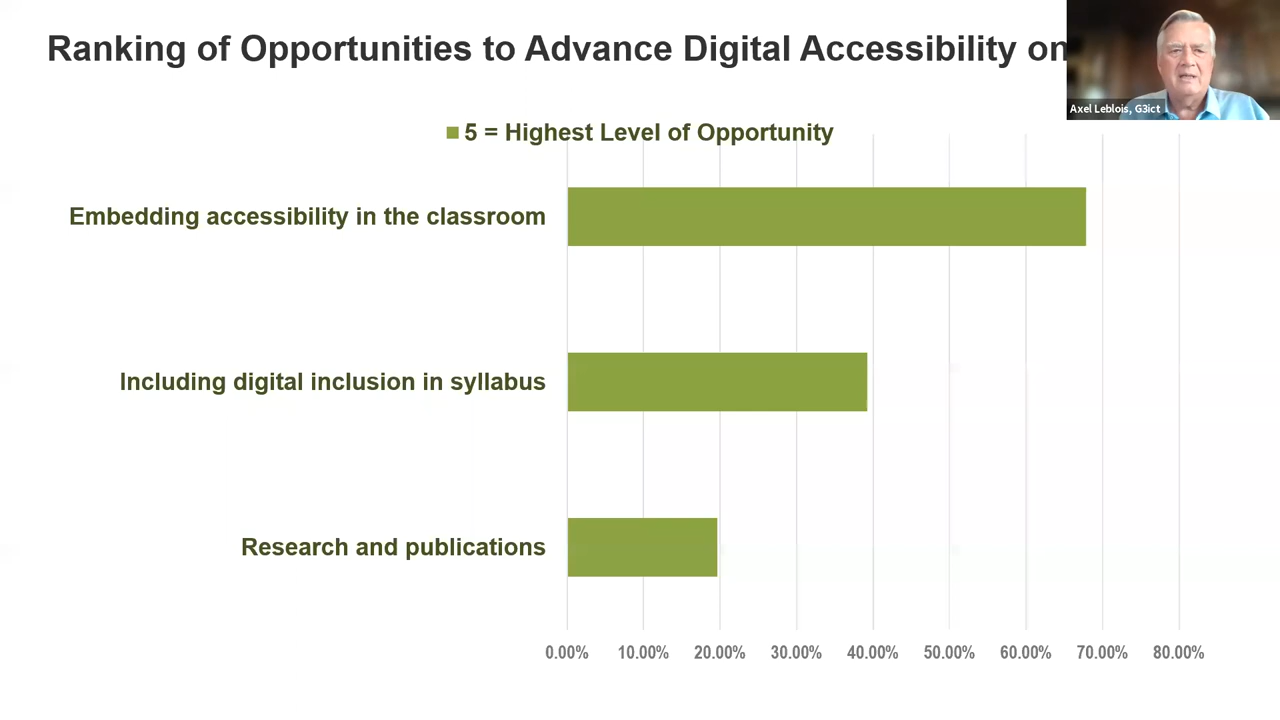 Ranking of Opportunities to Advance Digital Accessibility on
Axel Leblois, G3ict
5 = Highest Level of Opportunity
Embedding accessibility in the classroom
Including digital inclusion in syllabus
Research and publications
0.00% 10.00% 20.00% 30.00% 40.00% 50.00% 60.00% 70.00% 80.00%